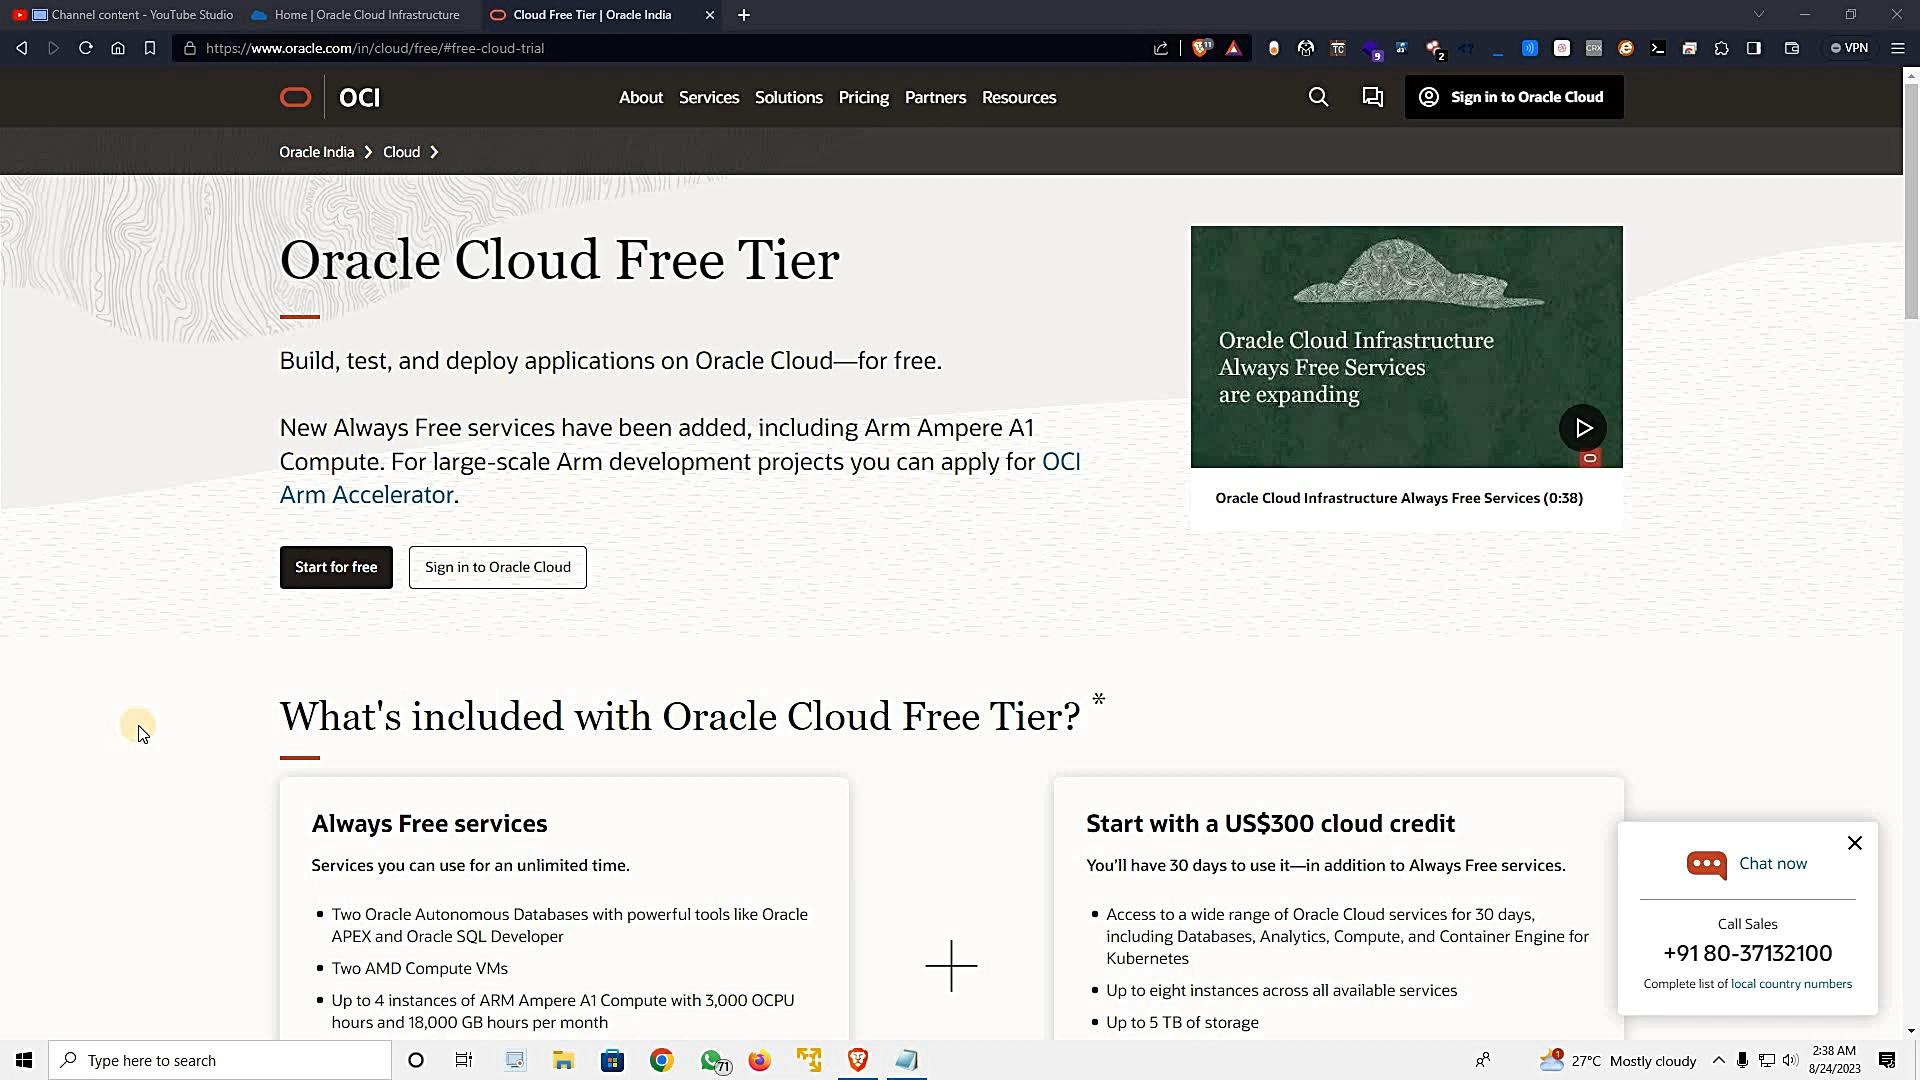 Channel content - YouTube Studio
Home | Oracle Cloud Infrastructure
Cloud Free Tier | Oracle India
https://www.oracle.com/in/cloud/free/#free-cloud-trial
11
TC
9
2
CRX
VPN
OCI
About
Services
Solutions
Pricing
Partners
Resources
Sign in to Oracle Cloud
Oracle India
Cloud
Oracle Cloud Free Tier
Build, test, and deploy applications on Oracle Cloud—for free.
New Always Free services have been added, including Arm Ampere A1
Compute. For large-scale Arm development projects you can apply for OCI
Arm Accelerator.
Start for free
Sign in to Oracle Cloud
Oracle Cloud Infrastructure
Always Free Services
are expanding
Oracle Cloud Infrastructure Always Free Services (0:38)
What's included with Oracle Cloud Free Tier? *
Always Free services
Services you can use for an unlimited time.
Two Oracle Autonomous Databases with powerful tools like Oracle
APEX and Oracle SQL Developer
Two AMD Compute VMs
Up to 4 instances of ARM Ampere A1 Compute with 3,000 OCPU
hours and 18,000 GB hours per month
Start with a US$300 cloud credit
You'll have 30 days to use it—in addition to Always Free services.
Access to a wide range of Oracle Cloud services for 30 days,
including Databases, Analytics, Compute, and Container Engine for
Kubernetes
Up to eight instances across all available services
Up to 5 TB of storage
Chat now
Call Sales
+91 80-37132100
Complete list of local country numbers
Type here to search
71
1
27°C Mostly cloudy
2:38 AM
8/24/2023